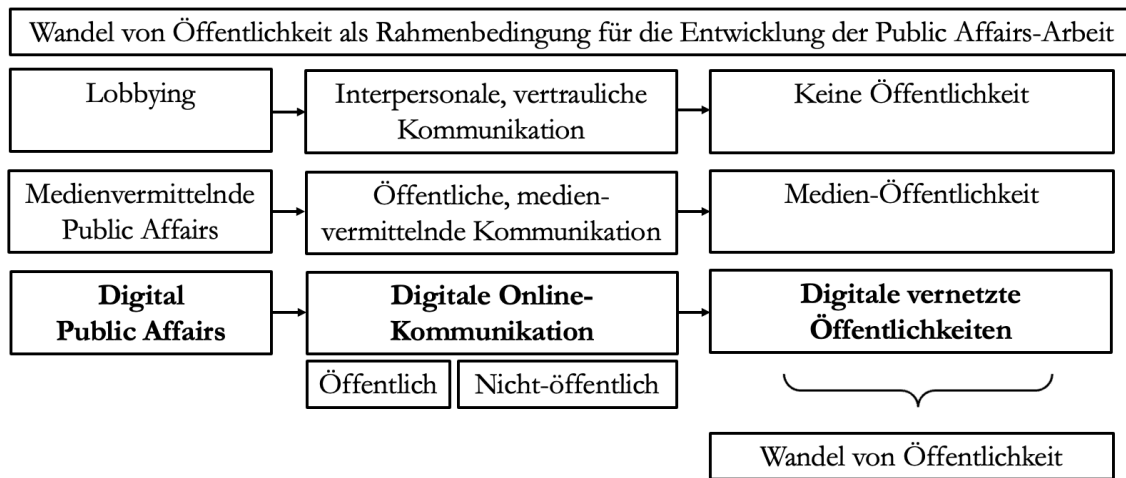 Wandel von Öffentlichkeit als Rahmenbedingung für die Entwicklung der Public Affairs-Arbeit
Lobbying
Interpersonale, vertrauliche
Kommunikation
Keine Öffentlichkeit
Medienvermittelnde
Public Affairs
Öffentliche, medien-
vermittelnde Kommunikation
Medien-Öffentlichkeit
Digital
Public Affairs
Digitale Online-
Kommunikation
Digitale vernetzte
Öffentlichkeiten
Öffentlich
Nicht-öffentlich
Wandel von Öffentlichkeit